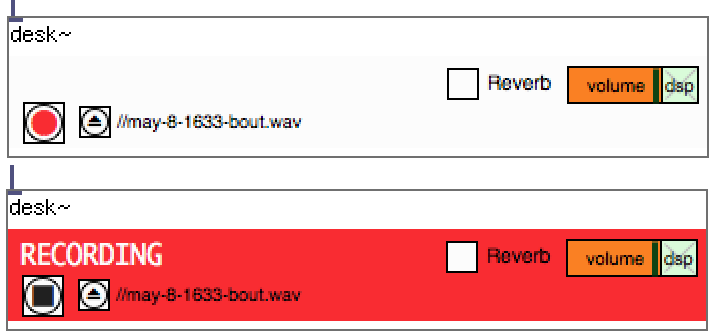 desk~
Reverb volume dsp
//may-8-1633-bout.wav
desk~
RECORDING Reverb volume dsp
//may-8-1633-bout.wav